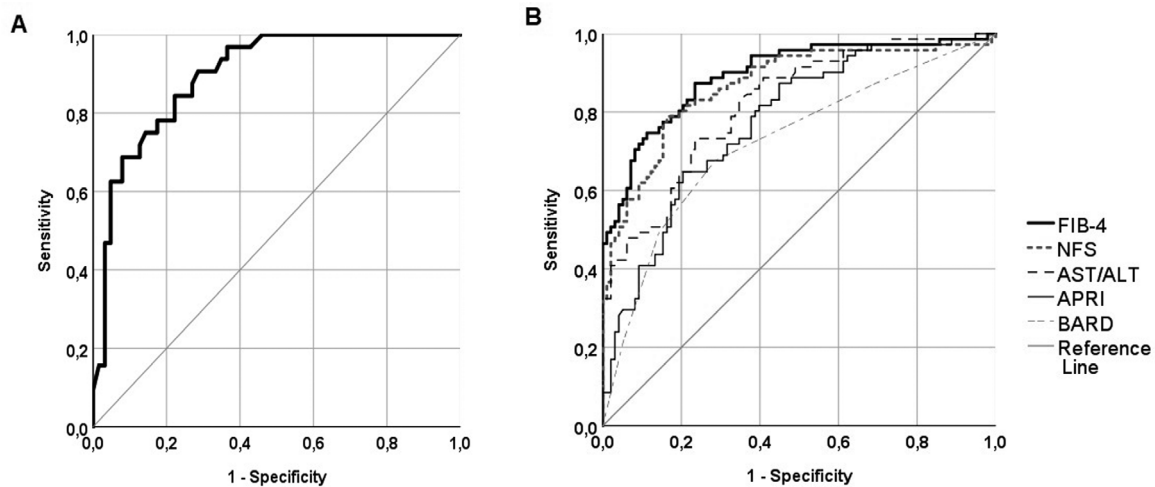 A
1,0
0,8
0,6
0,4
0,2
0,0
Sensitivity
0,0 0,2 0,4 0,6 0,8 1,0
1 - Specificity
B
1,0
0,8
0,6
0,4
0,2
0,0
Sensitivity
0,0 0,2 0,4 0,6 0,8 1,0
1 - Specificity
FIB-4
NFS
AST/ALT
APRI
BARD
Reference
Line